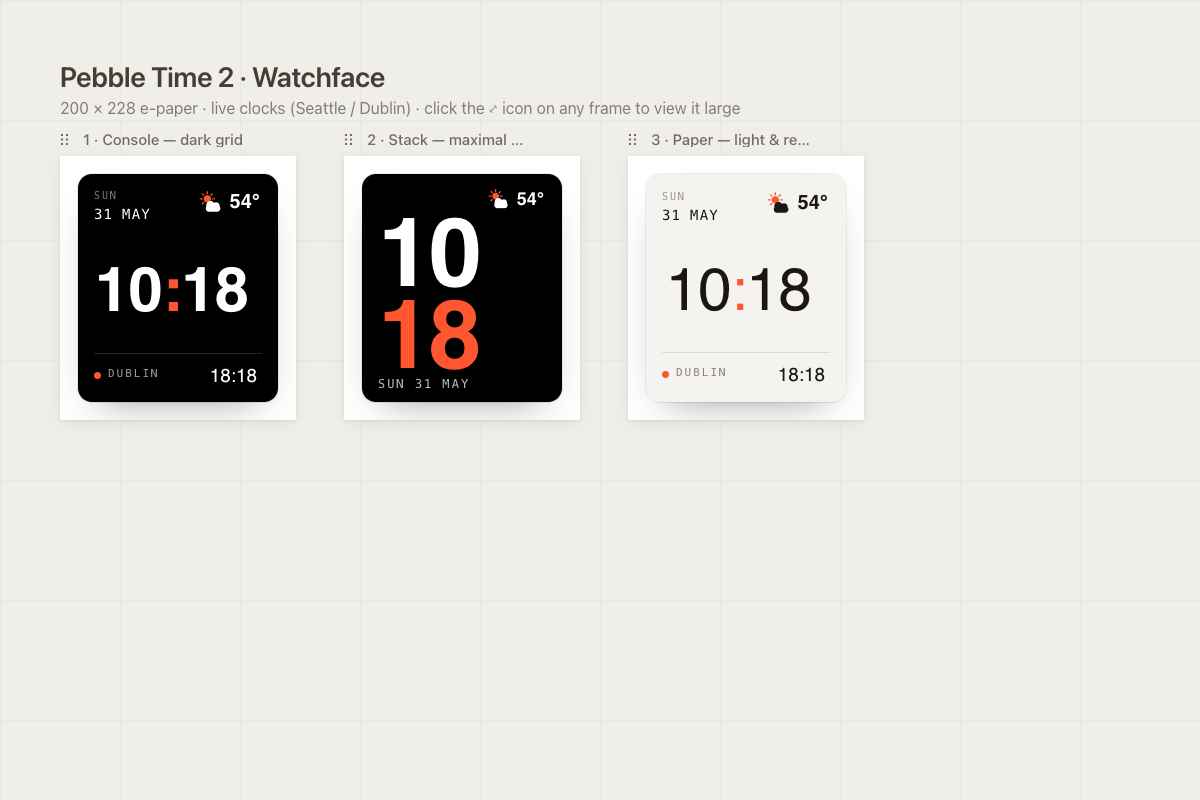 Pebble Time 2 · Watchface
200 × 228 e-paper · live clocks (Seattle / Dublin) · click the ⤢ icon on any frame to view it large
1 · Console — dark grid
2 · Stack — maximal ...
3 · Paper — light & re...
SUN
31 MAY
54°
10:18
DUBLIN
18:18
54°
10
18
SUN 31 MAY
SUN
31 MAY
54°
10:18
DUBLIN
18:18